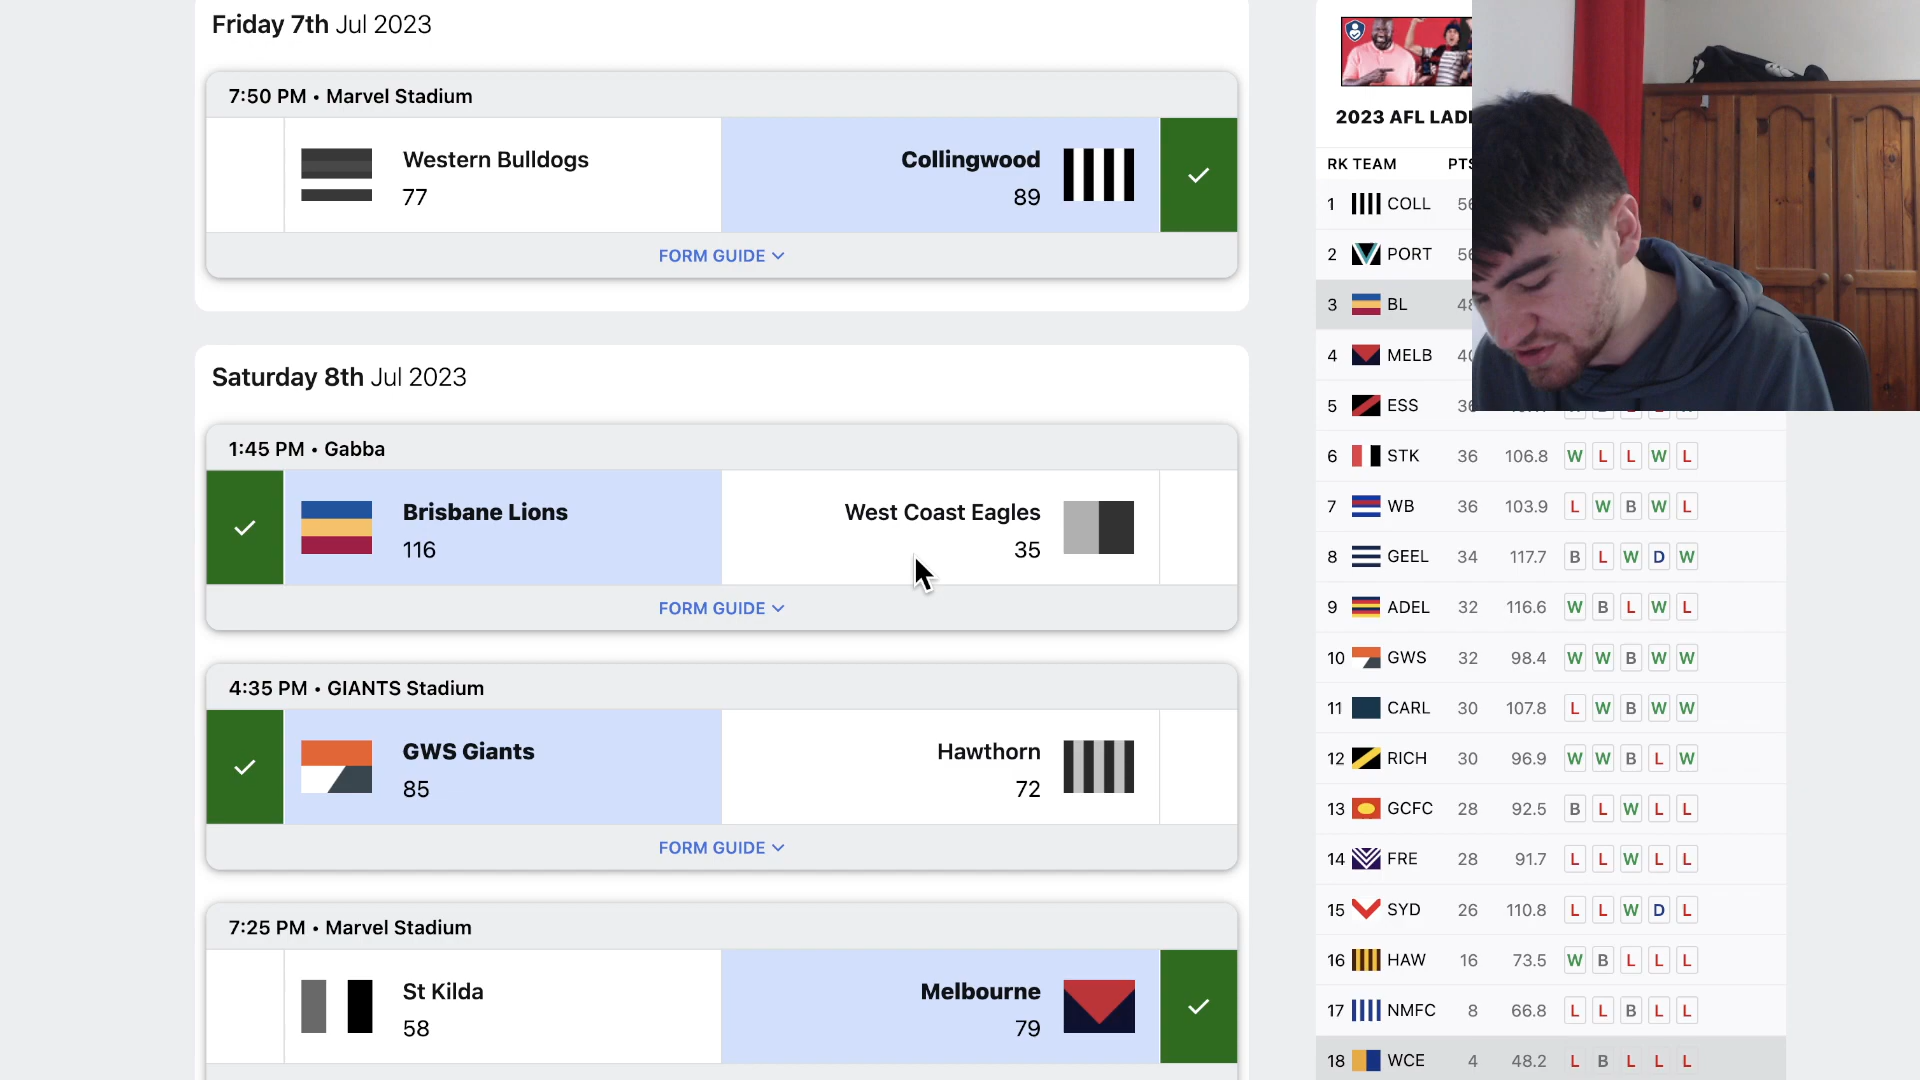 Friday 7th Jul 2023
7:50 PM • Marvel Stadium
Western Bulldogs
77
Collingwood
89
FORM GUIDE
Saturday 8th Jul 2023
1:45 PM • Gabba
Brisbane Lions
116
West Coast Eagles
35
FORM GUIDE
4:35 PM • GIANTS Stadium
GWS Giants
85
Hawthorn
72
FORM GUIDE
7:25 PM • Marvel Stadium
St Kilda
58
Melbourne
79
2023 AFL
RK TEAM
1 COLL
2 PORT
3 BL
4 MELB
5 ESS
6 STK 36 106.8 W L L W L
7 WB 36 103.9 L W B W L
8 GEEL 34 117.7 B L W D W
9 ADEL 32 116.6 W B L W L
10 GWS 32 98.4 W W B W W
11 CARL 30 107.8 L W B W W
12 RICH 30 96.9 W W B L W
13 GCFC 28 92.5 B L W L L
14 FRE 28 91.7 L L W L L
15 SYD 26 110.8 L L W D L
16 HAW 16 73.5 W B L L L
17 NMFC 8 66.8 L L B L L
18 WCE 4 48.2 L B L L L